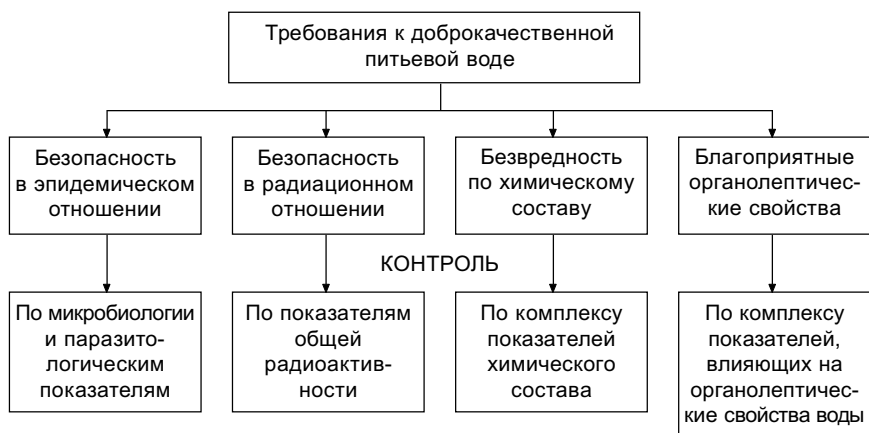 Требования к доброкачественной
питьевой воде
Безопасность
в эпидемическом
отношении
Безопасность
в радиационном
отношении
Безвредность
по химическому
составу
Благоприятные
органолептичес-
кие свойства
КОНТРОЛЬ
По микробиологии
и паразито-
логическим
показателям
По показателям
общей
радиоактив-
ности
По комплексу
показателей
химического
состава
По комплексу
показателей,
влияющих на
органолептичес-
кие свойства воды